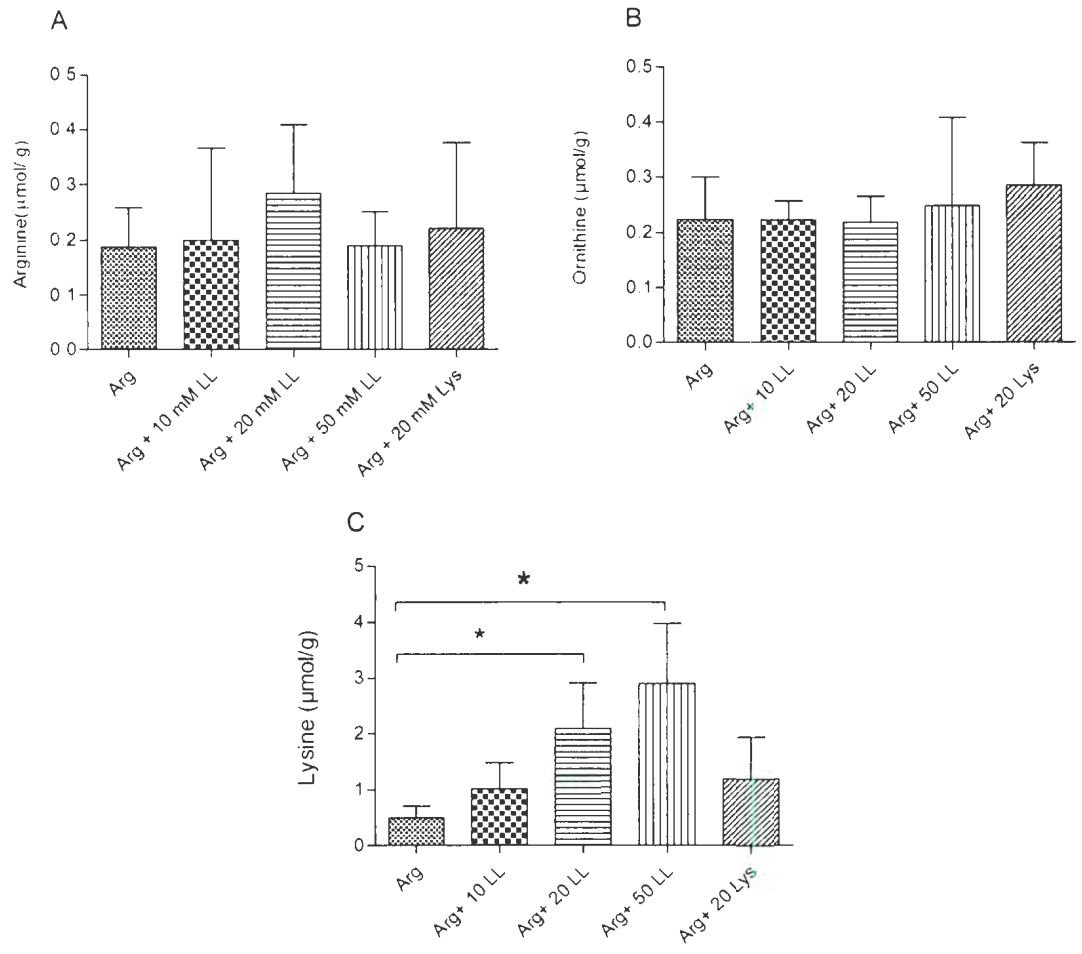 A
Arginine(µmol/ g)
0 5
0 4
0 3
0 2
0 1
0 0
Arg
Arg + 10 mM LL
Arg + 20 mM LL
Arg + 50 mM LL
Arg + 20 mM Lys
B
Ornithine (µmol/g)
0.5
0.4
0.3
0.2
0.1
0.0
Arg
Arg+ 10 LL
Arg+ 20 LL
Arg+ 50 LL
Arg+ 20 Lys
C
Lysine (µmol/g)
5
4
3
2
1
0
*
*
Arg
Arg+ 10 LL
Arg+ 20 LL
Arg+ 50 LL
Arg+ 20 Lys